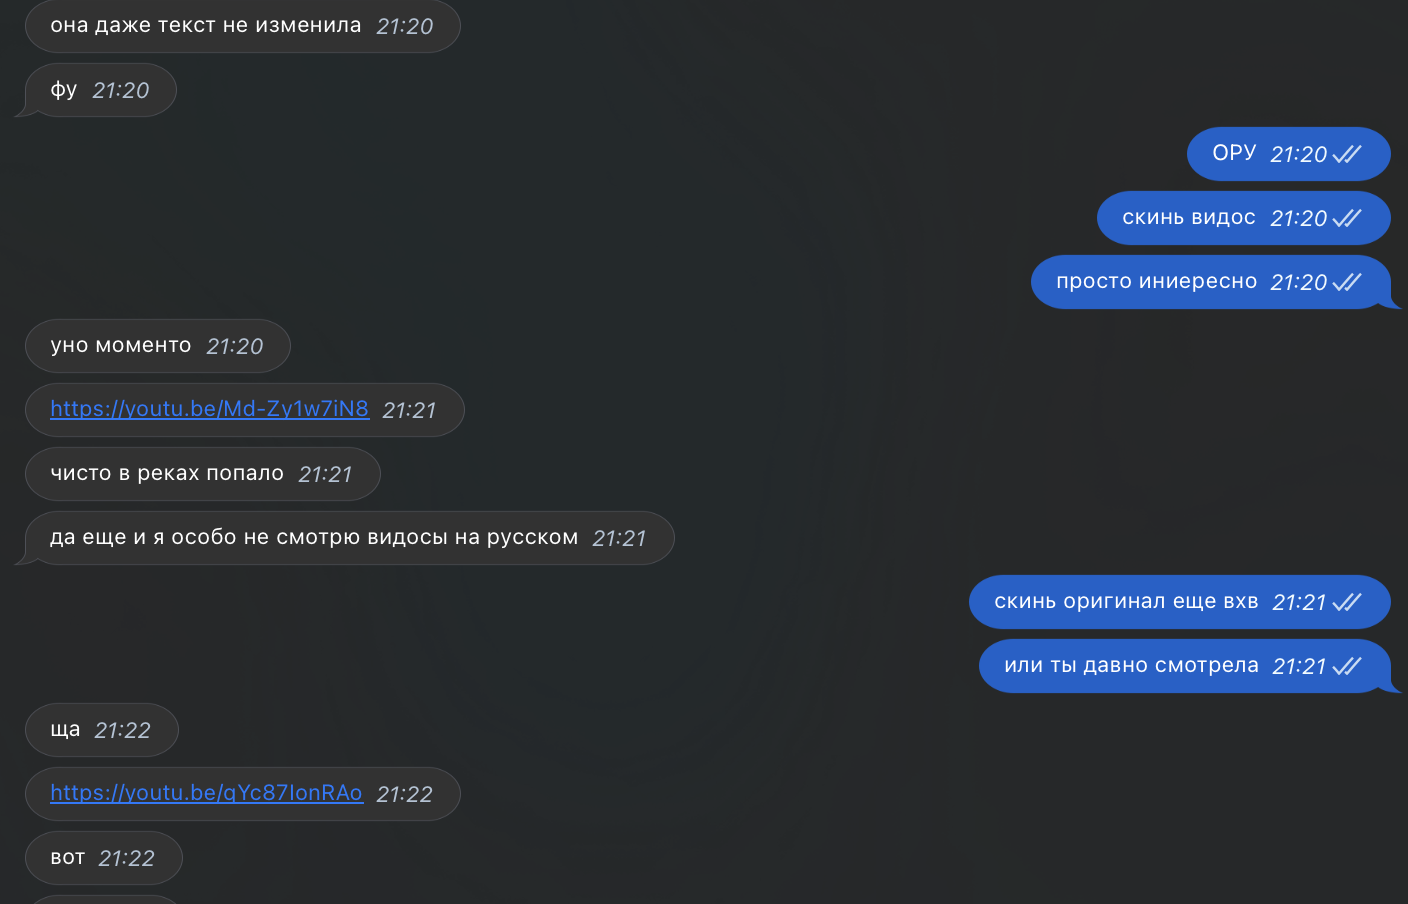 она даже текст не изменила 21:20
фу 21:20
ОРУ 21:20
скинь видос 21:20
просто иниересно 21:20
уно моменто 21:20
https://youtu.be/Md-Zy1w7iN8 21:21
чисто в реках попало 21:21
да еще и я особо не смотрю видосы на русском 21:21
скинь оригинал еще вхв 21:21
или ты давно смотрела 21:21
ща 21:22
https://youtu.be/qYc87IonRAo 21:22
вот 21:22